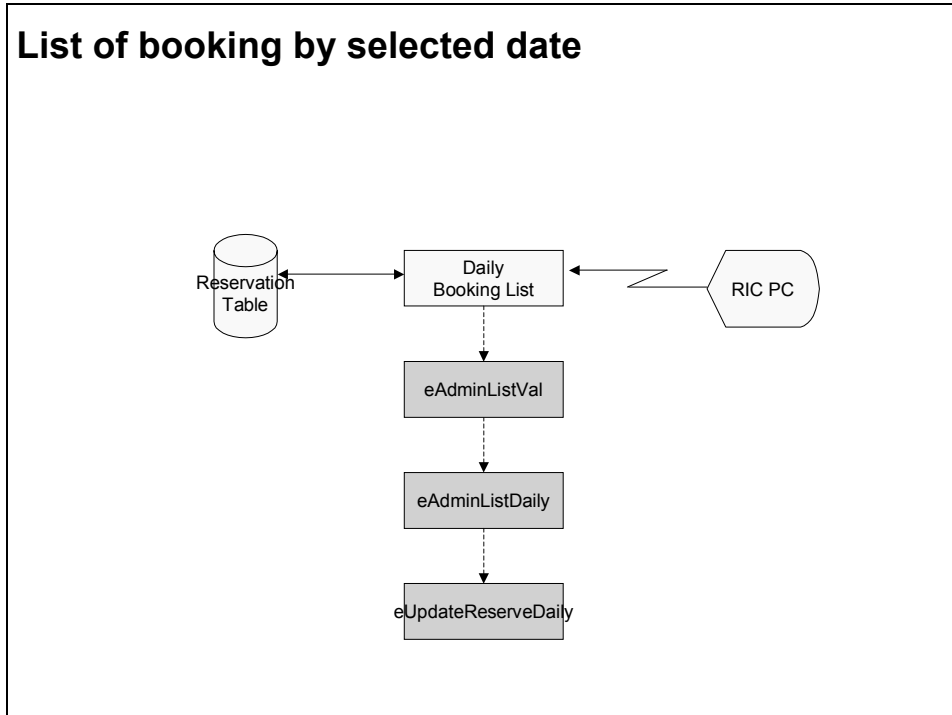 List of booking by selected date
Reservation
Table
Daily
Booking List
RIC PC
eAdminListVal
eAdminListDaily
eUpdateReserveDaily